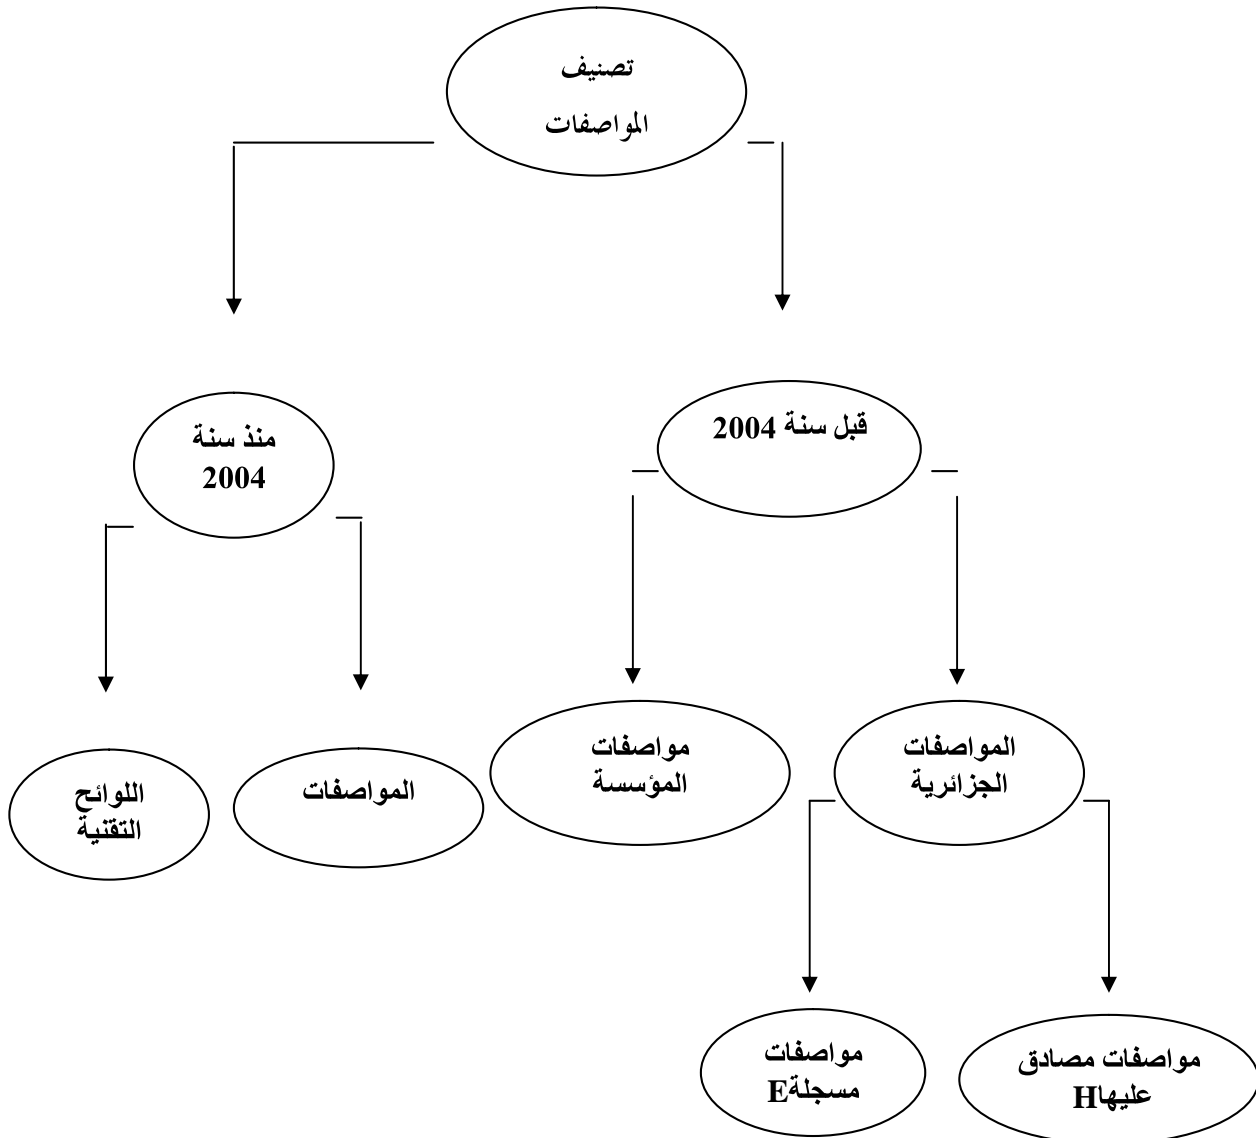 تصنيف
المواصفات
قبل سنة 2004
منذ سنة
2004
المواصفات
الجزائرية
مواصفات
المؤسسة
المواصفات
اللوائح
التقنية
مواصفات مصادق
عليهاH
مواصفات
مسجلةE